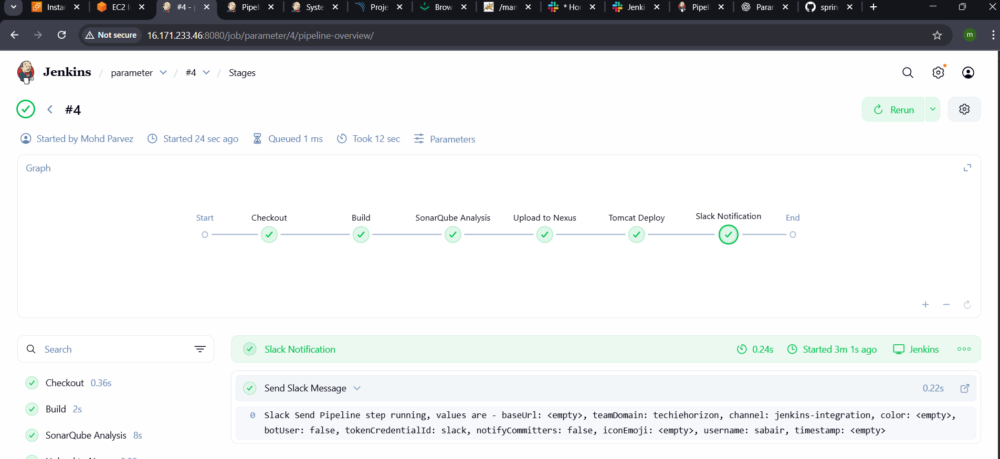 Instan
EC2 In
#4 - p
Pipeli
Syste
Proje
Brow
/man
* Hor
Jenki
Pipeli
Paran
sprin
Not secure
16.171.233.46:8080/job/parameter/4/pipeline-overview/
m
Jenkins / parameter / #4 / Stages
#4
Rerun
Started by Mohd Parvez
Started 24 sec ago
Queued 1 ms
Took 12 sec
Parameters
Graph
Start
Checkout
Build
SonarQube Analysis
Upload to Nexus
Tomcat Deploy
Slack Notification
End
Search
Slack Notification
0.24s
Started 3m 1s ago
Jenkins
Checkout 0.36s
Build 2s
SonarQube Analysis 8s
Send Slack Message
0.22s
0 Slack Send Pipeline step running, values are - baseUrl: <empty>, teamDomain: techiehorizon, channel: jenkins-integration, color: <empty>,
botUser: false, tokenCredentialId: slack, notifyCommitters: false, iconEmoji: <empty>, username: sabair, timestamp: <empty>